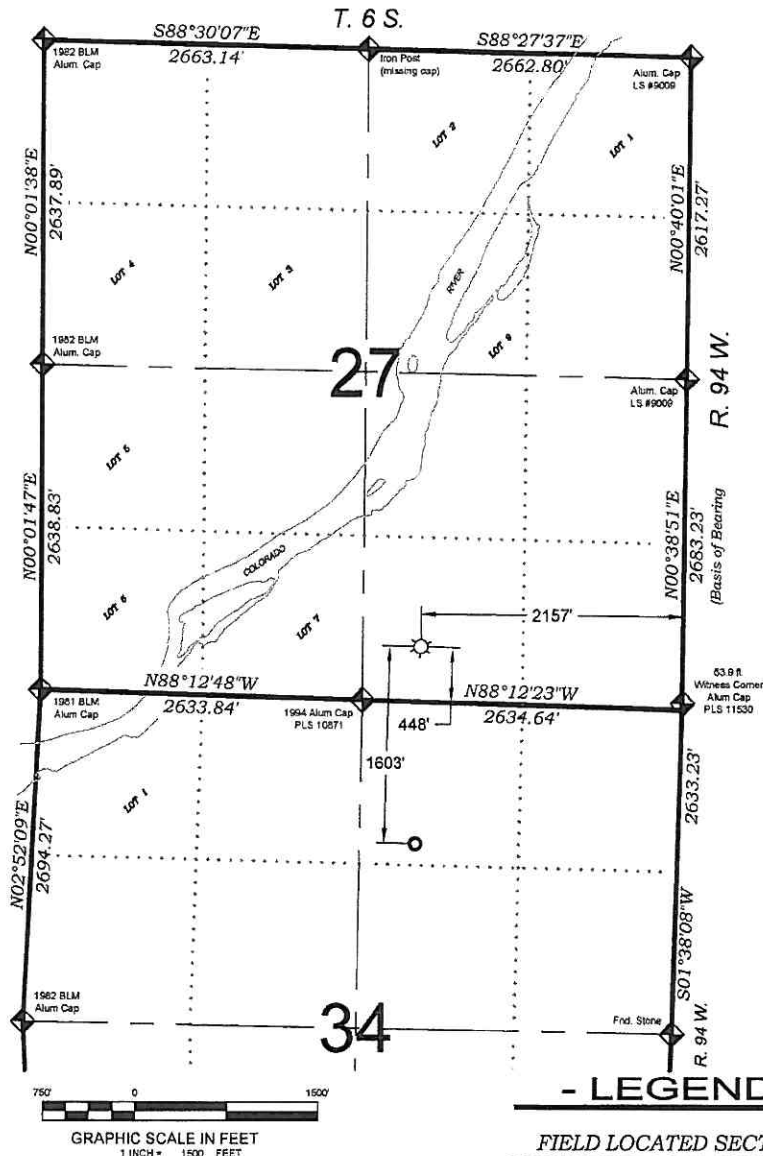 T. 6 S.
S88°30'07"E
2663.14'
S88°27'37"E
2662.80'
1982 BLM
Alum. Cap
Iron Post
(missing cap)
Alum. Cap
LS #9009
LOT 2
LOT 1
N00°01'38"E
2637.89'
N00°40'01"E
2617.27'
LOT 4
LOT 3
RIVER
LOT 9
1982 BLM
Alum. Cap
27
Alum. Cap
LS #9009
R. 94 W.
LOT 5
N00°01'47"E
2638.83'
N00°38'51"E
2683.23'
(Basis of Bearing
COLORADO
LOT 6
LOT 7
2157'
N88°12'48"W
2633.84'
N88°12'23"W
2634.64'
1981 BLM
Alum Cap
1994 Alum Cap
PLS 10871
448'
53.9 ft.
Witness Corner
Alum Cap
PLS 11530
1603'
LOT 1
N02°52'09"E
2694.27'
2633.23'
S01°38'08"W
1982 BLM
Alum Cap
34
Fnd. Stone
R. 94 W.
750'
0
1500'
GRAPHIC SCALE IN FEET
1 INCH = 1500 FEET
- LEGEND
FIELD LOCATED SECT